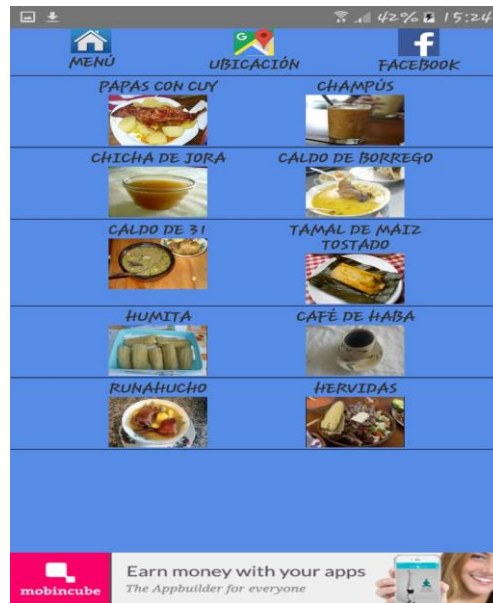 42% 15:24
MENÚ UBICACIÓN FACEBOOK
PAPAS CON CUY CHAMPÚS
CHICHA DE JORA CALDO DE BORREGO
CALDO DE 31 TAMAL DE MAIZ
TOSTADO
HUMITA CAFÉ DE HABA
RUNAHUCHO HERVIDAS
mobincube
Earn money with your apps
The Appbuilder for everyone